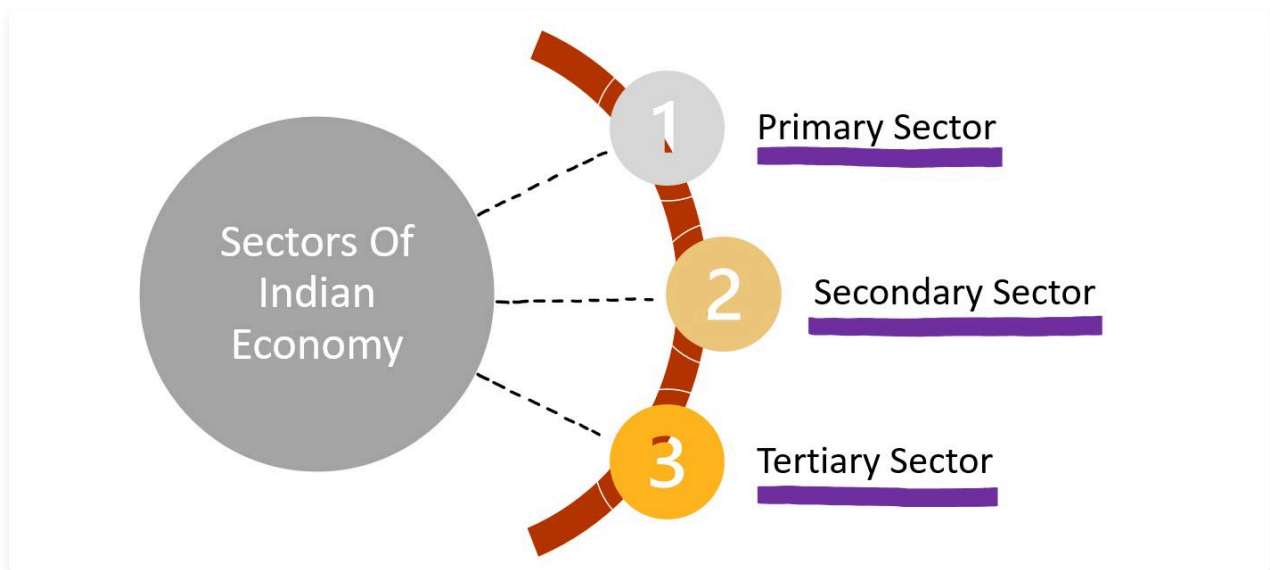 Sectors Of
Indian
Economy
1
Primary Sector
2
Secondary Sector
3
Tertiary Sector